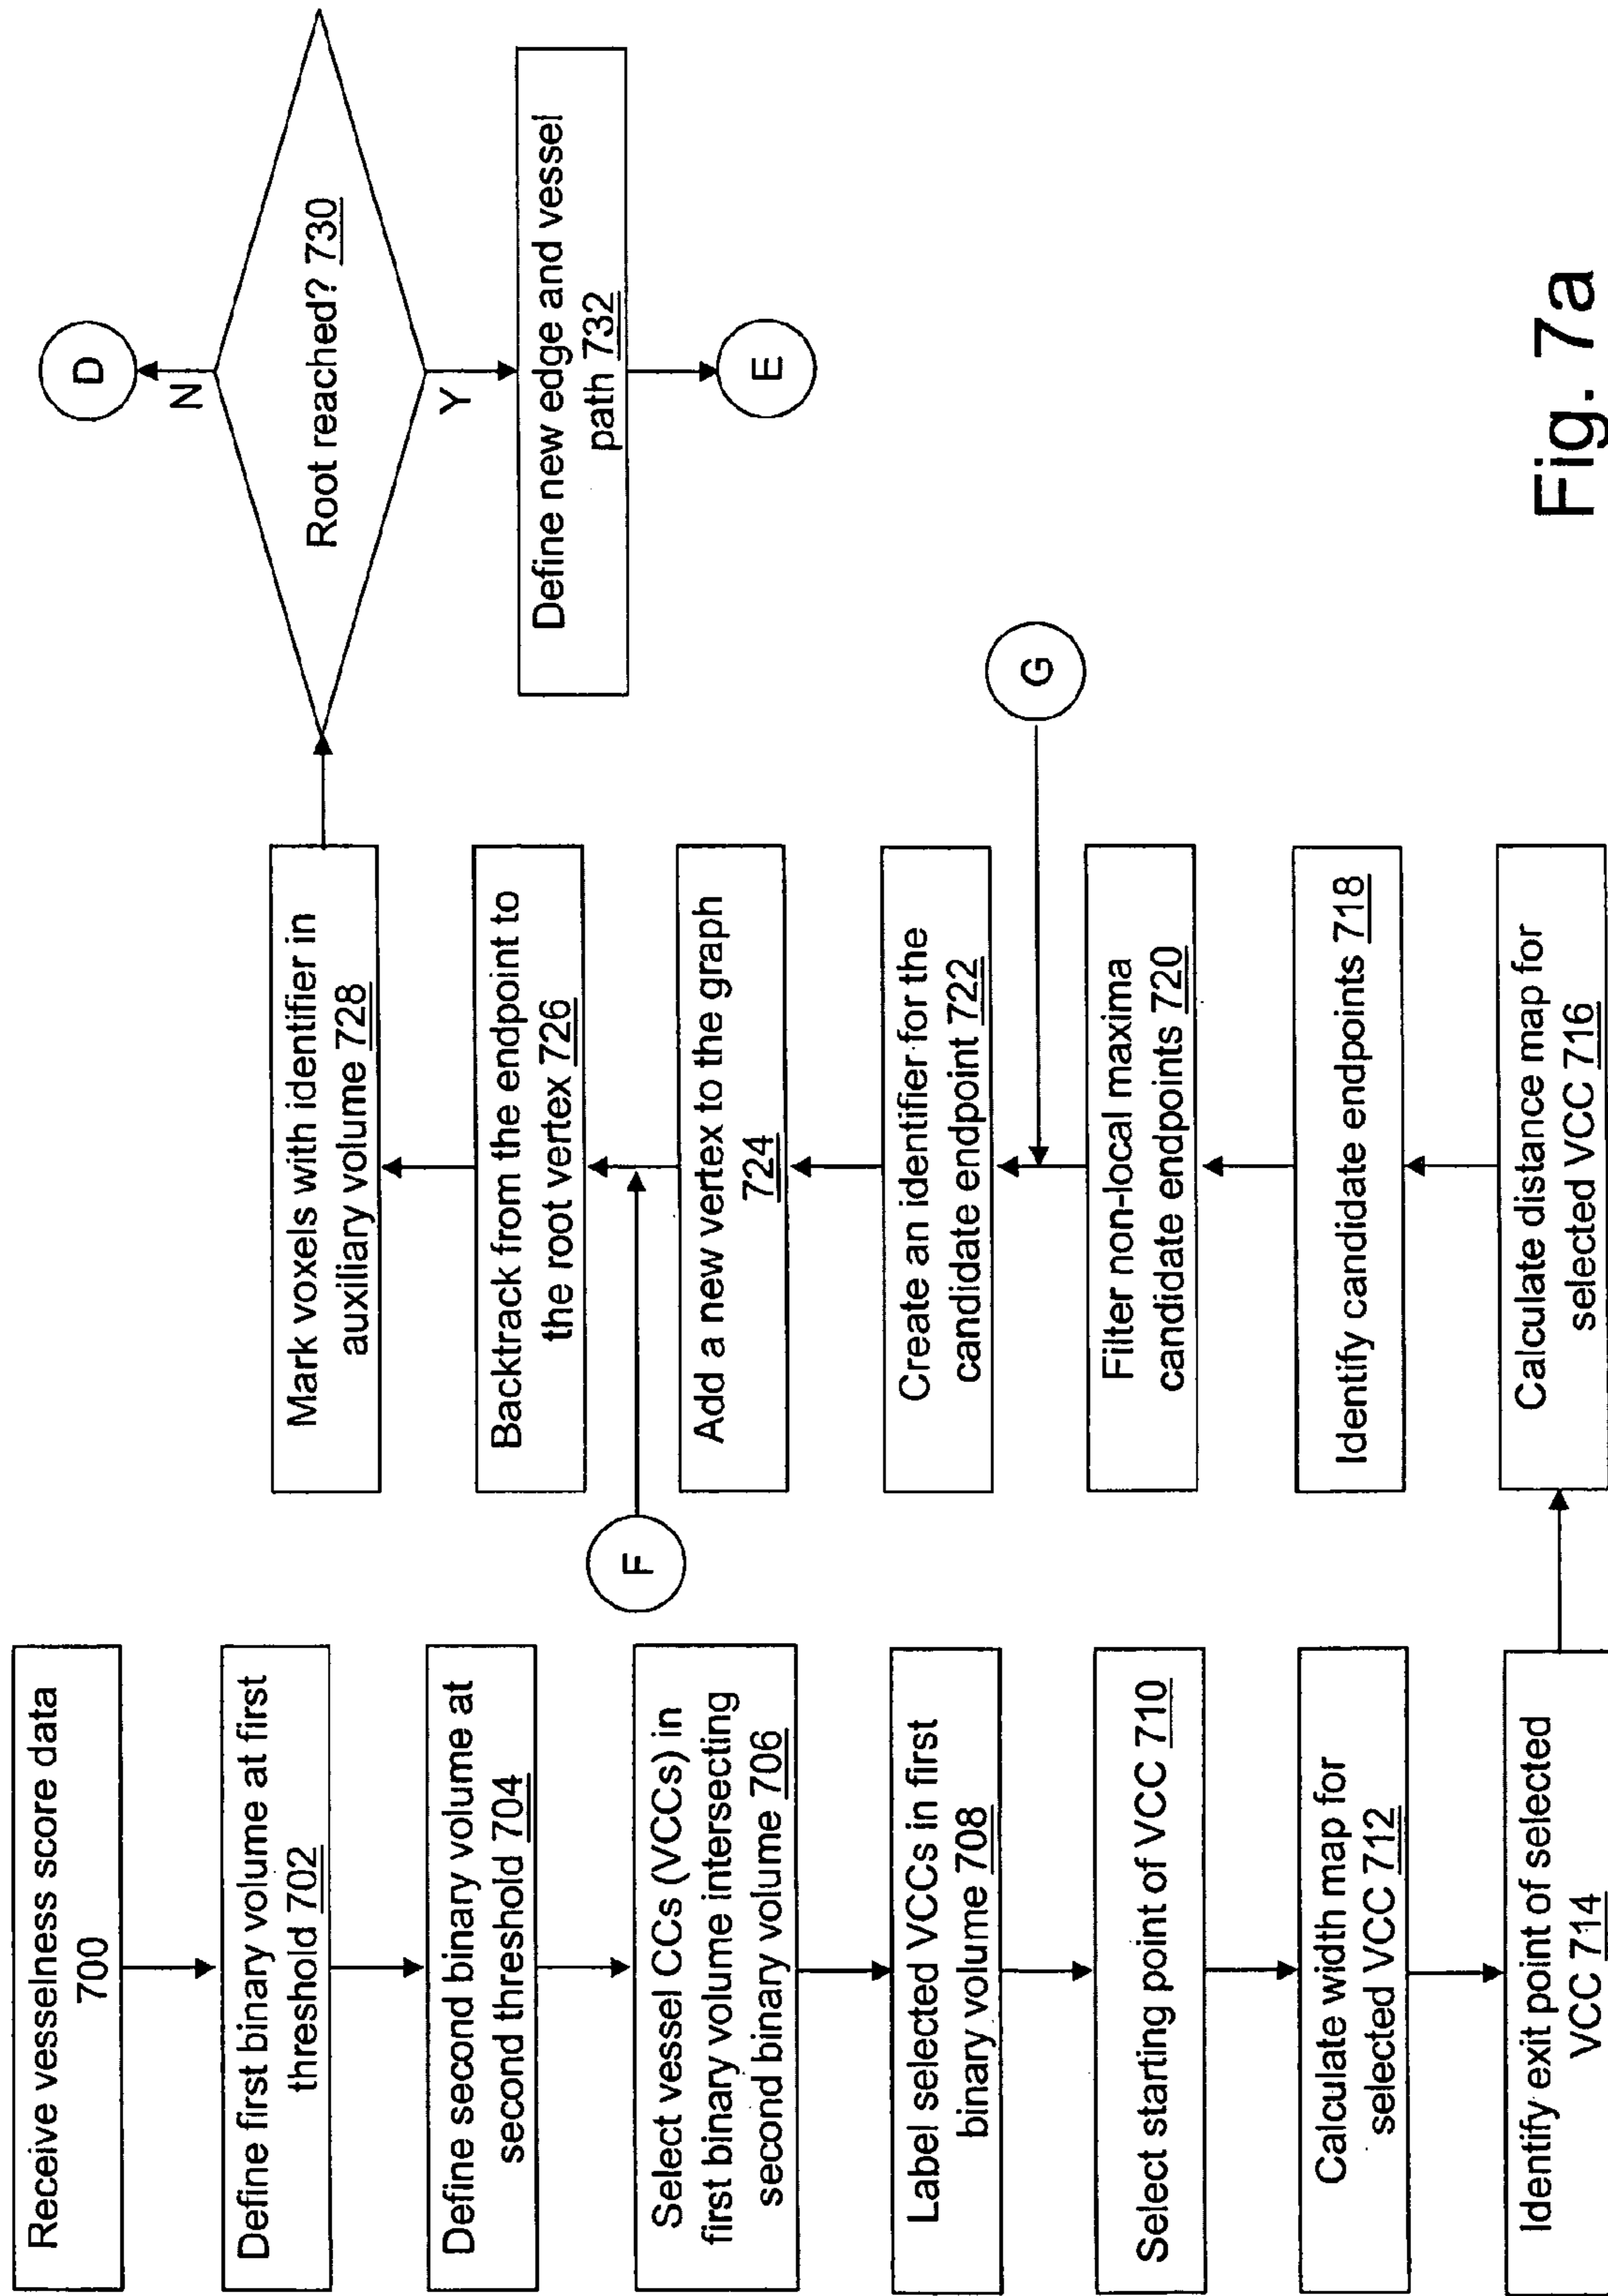 Receive vesselness score data
700
Define first binary volume at first
threshold 702
Define second binary volume at
second threshold 704
Select vessel CCs (VCCs) in
first binary volume intersecting
second binary volume 706
Label selected VCCs in first
binary volume 708
Select starting point of VCC 710
Calculate width map for
selected VCC 712
Identify exit point of selected
VCC 714
Calculate distance map for
selected VCC 716
Identify candidate endpoints 718
Filter non-local maxima
candidate endpoints 720
G
Create an identifier for the
candidate endpoint 722
Add a new vertex to the graph
724
F
Backtrack from the endpoint to
the root vertex 726
Mark voxels with identifier in
auxiliary volume 728
Root reached? 730
N
D
Y
Define new edge and vessel
path 732
E
Fig. 7a